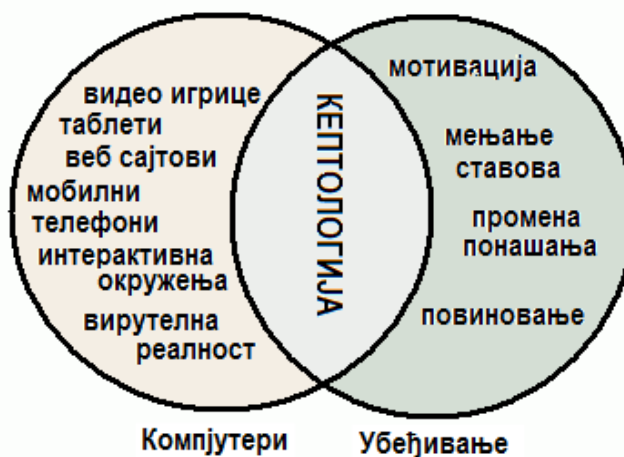 видео игрице
таблети
веб сајтови
мобилни
телефони
интерактивна
окружења
вирутелна
реалност
КЕПТОЛОГИЈА
мотивација
мењање
ставова
промена
понашања
повиновање
Компјутери
Убеђивање